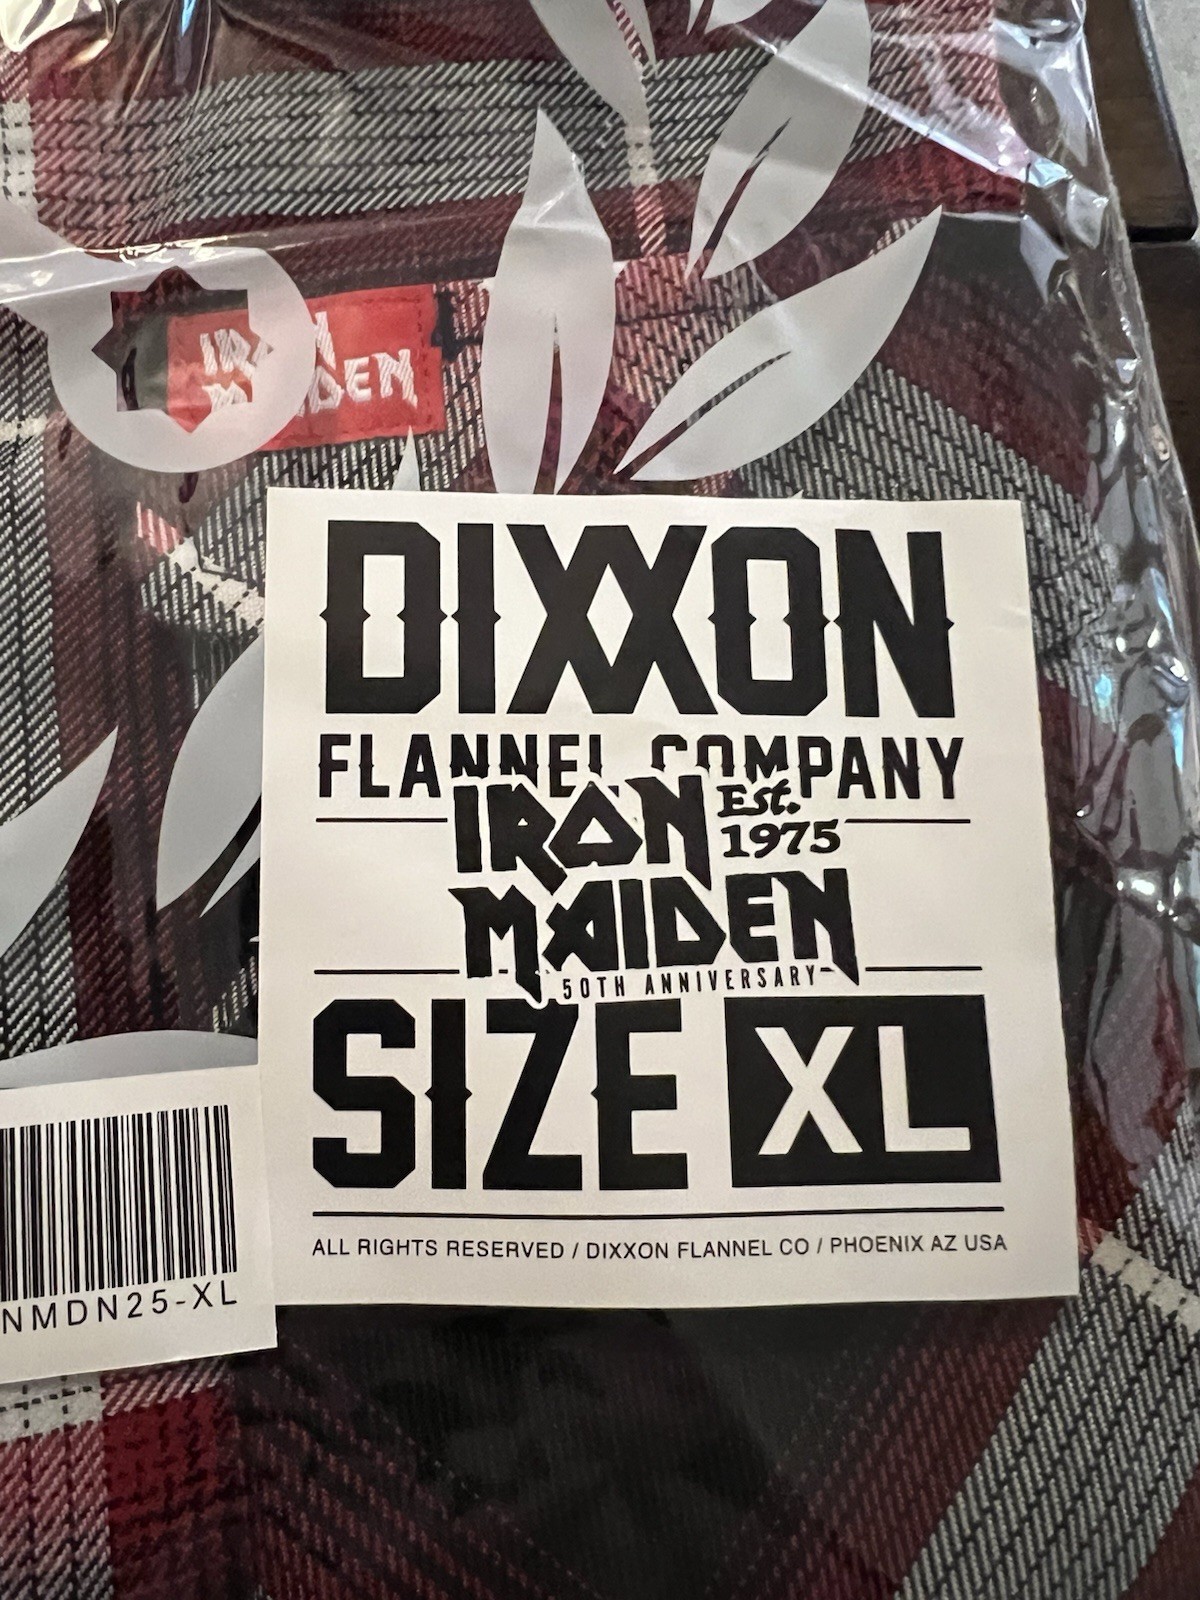 IRON
MAIDEN
DIXXON
FLANNEL COMPANY
IRON Est.
1975
MAIDEN
50TH ANNIVERSARY
SIZE XL
ALL RIGHTS RESERVED / DIXXON FLANNEL CO / PHOENIX AZ USA
NMDN25-XL